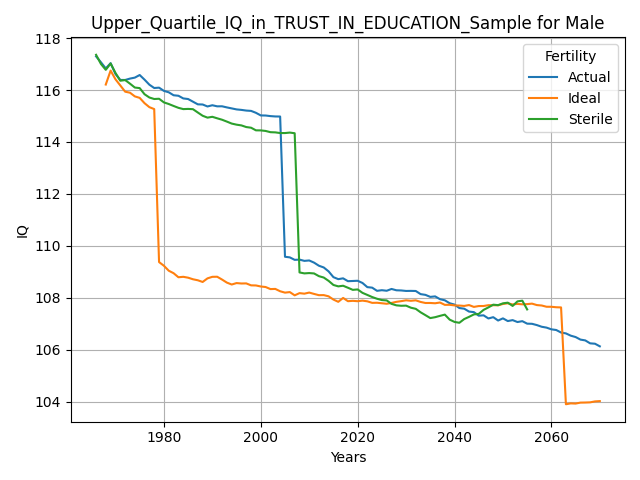 Upper_Quartile_IQ_in_TRUST_IN_EDUCATION_Sample for Male
118
116
114
112
110
108
106
104
IQ
Fertility
Actual
Ideal
Sterile
1980
2000
2020
2040
2060
Years